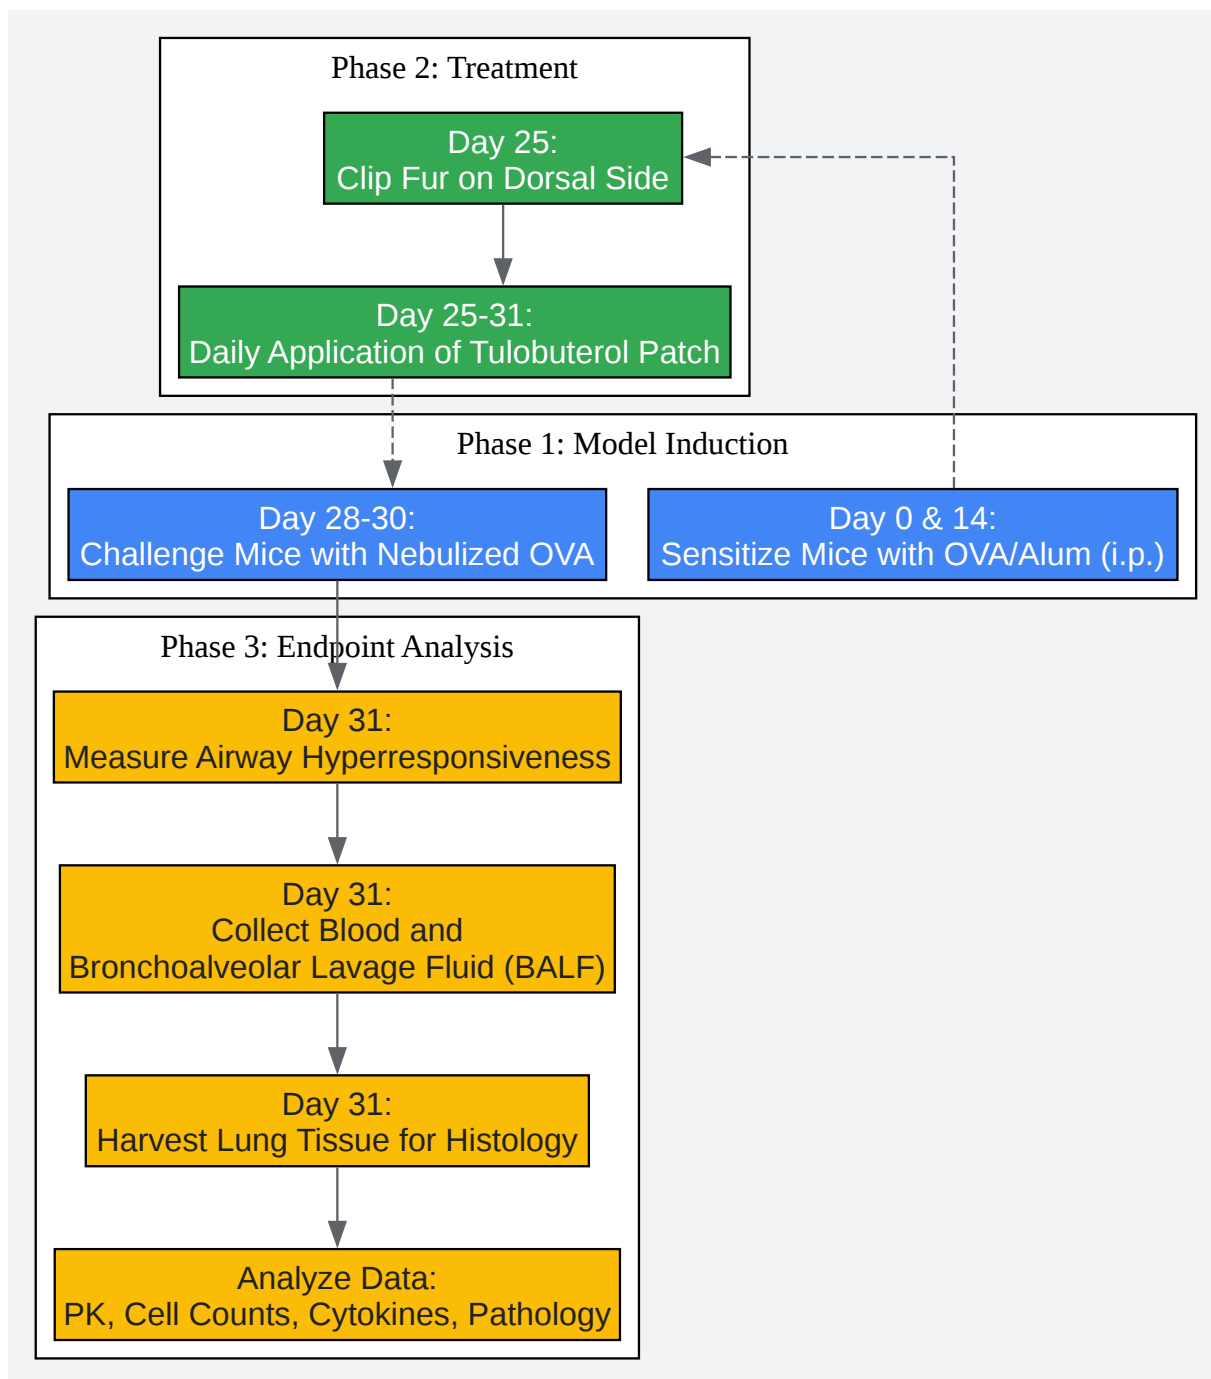 Phase 2: Treatment
Day 25:
Clip Fur on Dorsal Side
Day 25-31:
Daily Application of Tulobuterol Patch
Phase 1: Model Induction
Day 28-30:
Challenge Mice with Nebulized OVA
Day 0 & 14:
Sensitize Mice with OVA/Alum (i.p.)
Phase 3: Endpoint Analysis
Day 31:
Measure Airway Hyperresponsiveness
Day 31:
Collect Blood and
Bronchoalveolar Lavage Fluid (BALF)
Day 31:
Harvest Lung Tissue for Histology
Analyze Data:
PK, Cell Counts, Cytokines, Pathology